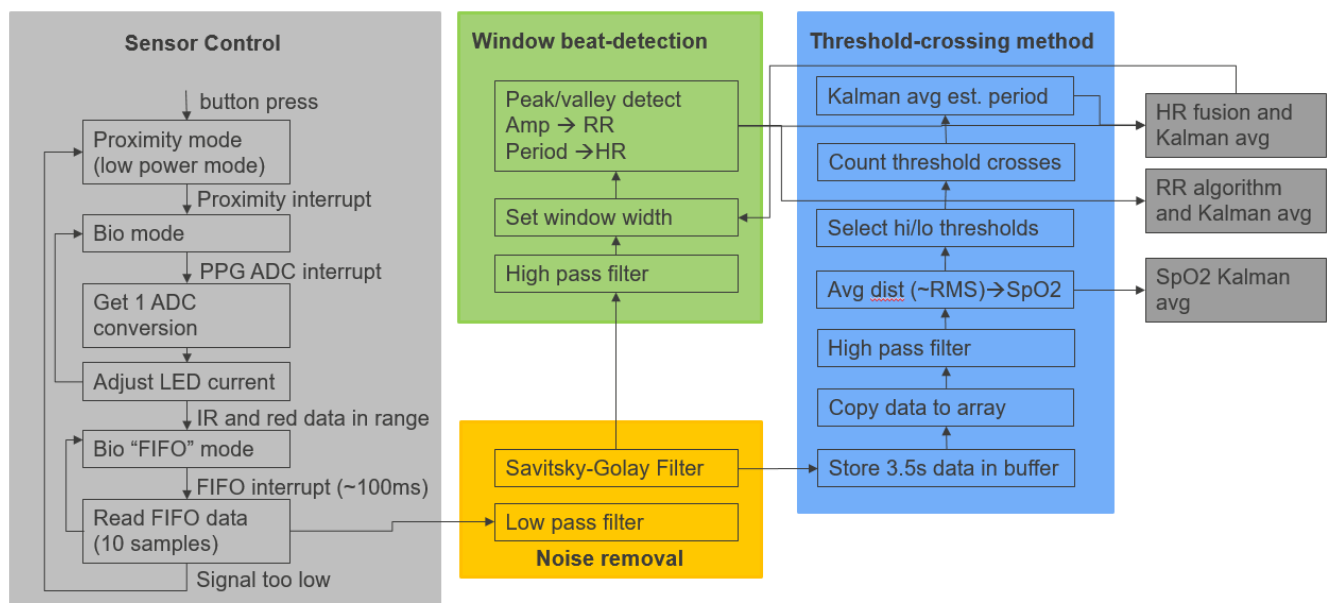 Sensor Control
button press
Proximity mode
(low power mode)
Proximity interrupt
Bio mode
PPG ADC interrupt
Get 1 ADC
conversion
Adjust LED current
IR and red data in range
Bio “FIFO” mode
FIFO interrupt (~100ms)
Read FIFO data
(10 samples)
Signal too low
Window beat-detection
Peak/valley detect
Amp → RR
Period →HR
Set window width
High pass filter
Savitsky-Golay Filter
Low pass filter
Noise removal
Threshold-crossing method
Kalman avg est. period
Count threshold crosses
Select hi/lo thresholds
Avg dist (~RMS)→SpO2
High pass filter
Copy data to array
Store 3.5s data in buffer
HR fusion and
Kalman avg
RR algorithm
and Kalman avg
SpO2 Kalman
avg